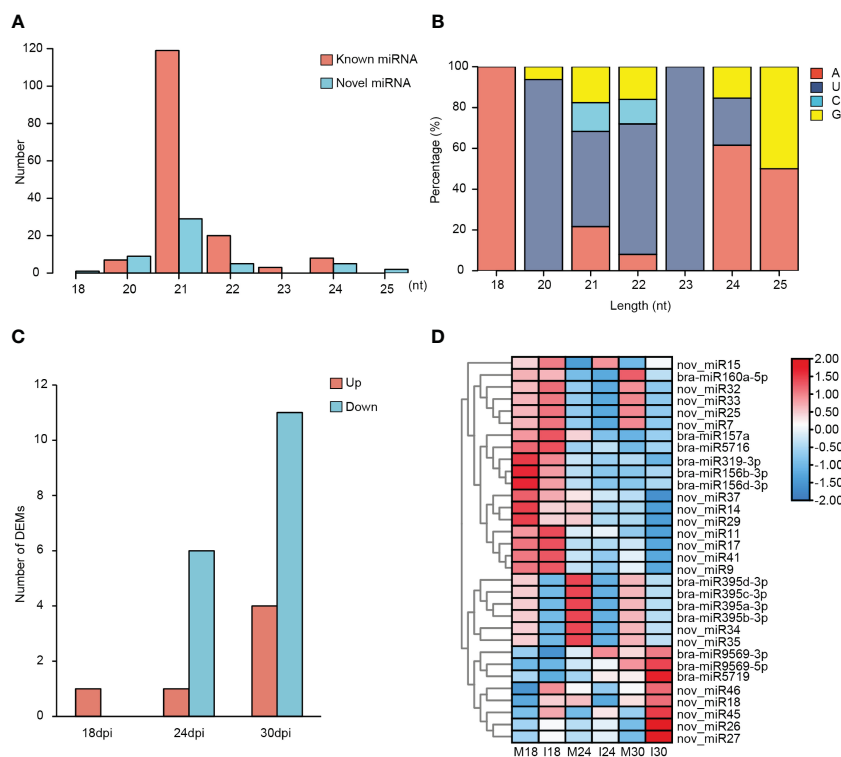 A
120
100
80
60
40
20
0
Number
Known miRNA
Novel miRNA
18 20 21 22 23 24 25 (nt)
B
100
80
60
40
20
0
Percentage (%)
A
U
C
G
18 20 21 22 23 24 25
Length (nt)
C
12
10
8
6
4
2
0
Number of DEMs
Up
Down
18dpi 24dpi 30dpi
D
nov_miR15
bra-miR160a-5p
nov_miR32
nov_miR33
nov_miR25
nov_miR7
bra-miR157a
bra-miR5716
bra-miR319-3p
bra-miR156b-3p
bra-miR156d-3p
nov_miR37
nov_miR14
nov_miR29
nov_miR11
nov_miR17
nov_miR41
nov_miR9
bra-miR395d-3p
bra-miR395c-3p
bra-miR395a-3p
bra-miR395b-3p
nov_miR34
nov_miR35
bra-miR9569-3p
bra-miR9569-5p
bra-miR5719
nov_miR46
nov_miR18
nov_miR45
nov_miR26
nov_miR27
M18 I18 M24 I24 M30 I30
2.00
1.50
1.00
0.50
0.00
-0.50
-1.00
-1.50
-2.00